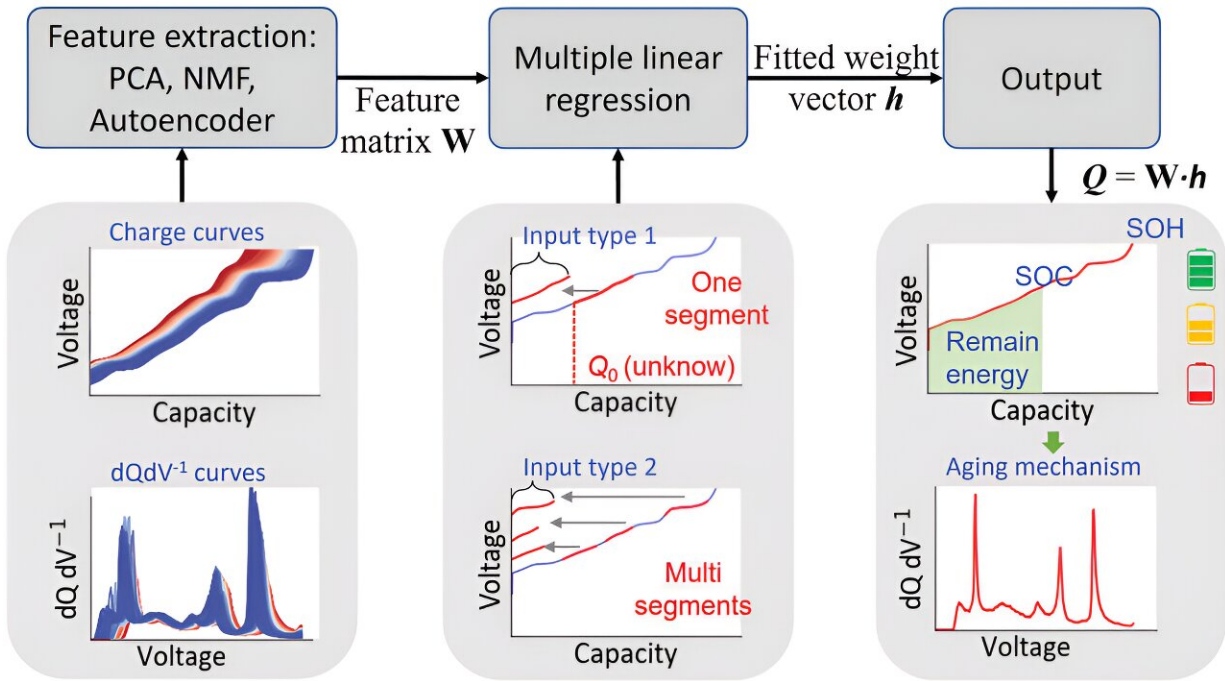 Feature extraction:
PCA, NMF,
Autoencoder
Feature
matrix W
Multiple linear
regression
Fitted weight
vector h
Output
Q = W·h
Charge curves
Voltage
Capacity
dQdV⁻¹ curves
dQ dV⁻¹
Voltage
Input type 1
Voltage
One
segment
Q₀ (unknow)
Capacity
Input type 2
Voltage
Multi
segments
Capacity
SOH
SOC
Voltage
Remain
energy
Capacity
Aging mechanism
dQ dV⁻¹
Voltage